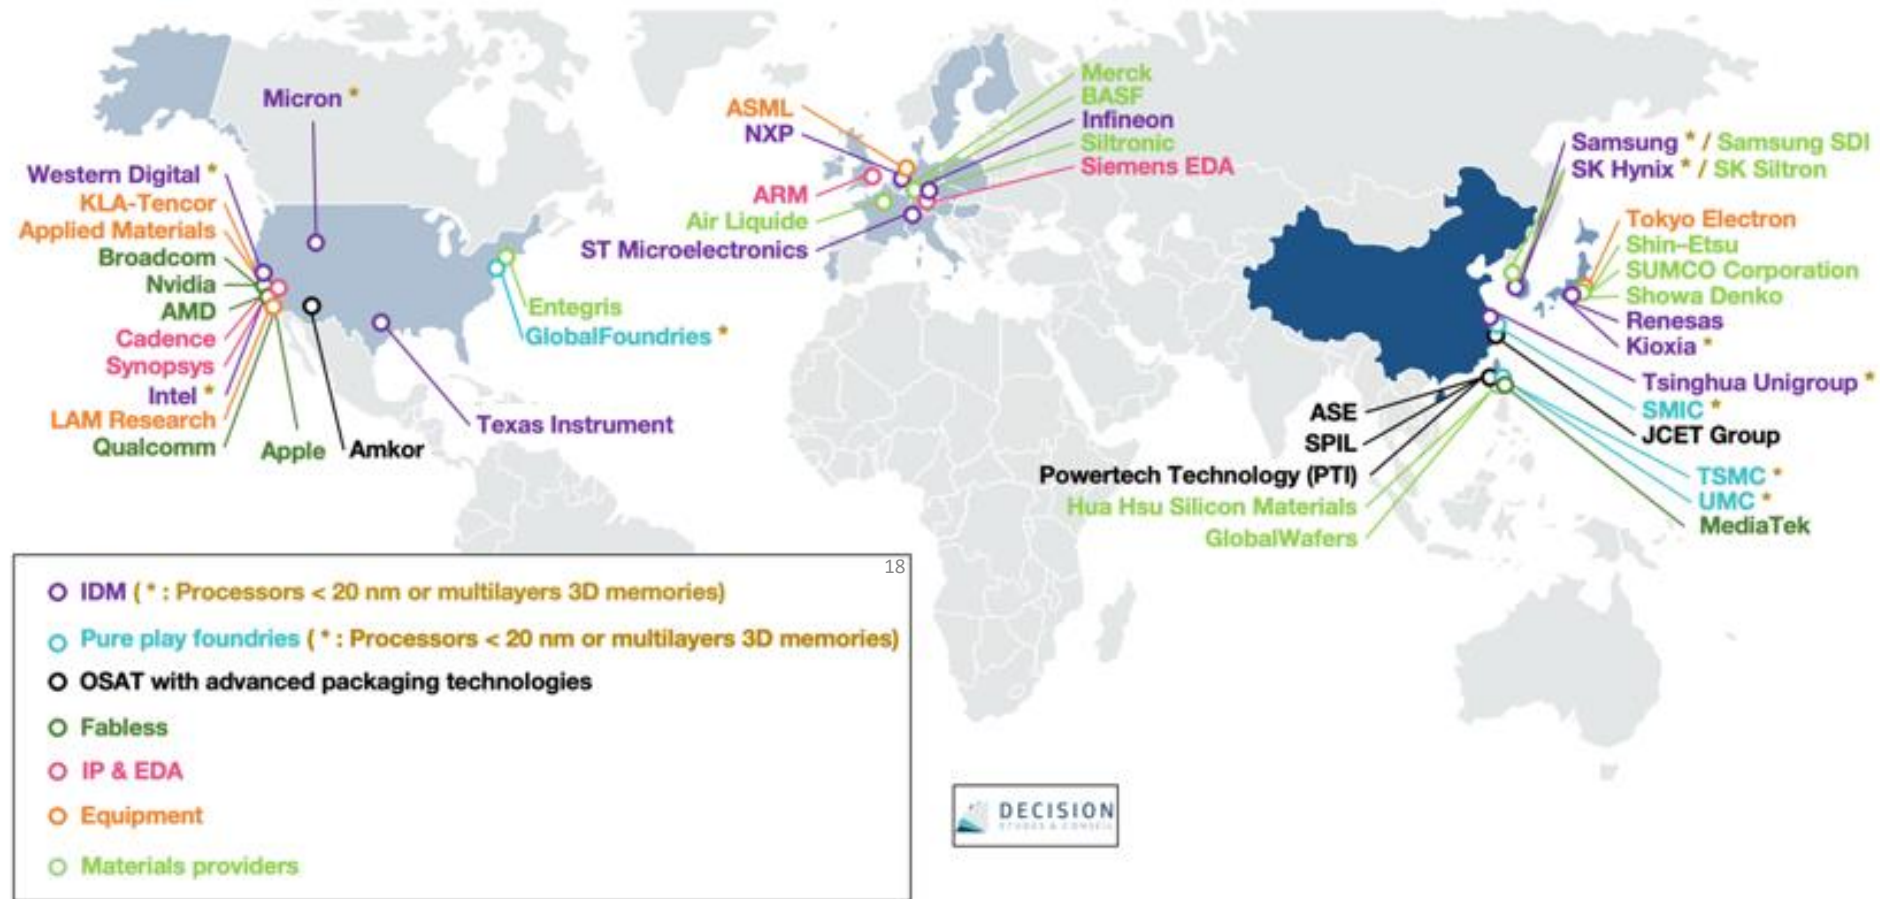 Micron *
Western Digital *
KLA-Tencor
Applied Materials
Broadcom
Nvidia
AMD
Cadence
Synopsys
Intel *
LAM Research
Qualcomm
Apple
Amkor
Texas Instrument
Entegris
GlobalFoundries *
ASML
NXP
ARM
Air Liquide
ST Microelectronics
Merck
BASF
Infineon
Siltronic
Siemens EDA
Samsung * / Samsung SDI
SK Hynix * / SK Siltron
Tokyo Electron
Shin-Etsu
SUMCO Corporation
Showa Denko
Renesas
Kioxia *
Tsinghua Unigroup *
SMIC *
JCET Group
TSMC *
UMC *
MediaTek
ASE
SPIL
Powertech Technology (PTI)
Hua Hsu Silicon Materials
GlobalWafers
18
IDM ( * : Processors < 20 nm or multilayers 3D memories)
Pure play foundries ( * : Processors < 20 nm or multilayers 3D memories)
OSAT with advanced packaging technologies
Fabless
IP & EDA
Equipment
Materials providers
DECISION
ETUDES & CONSEIL